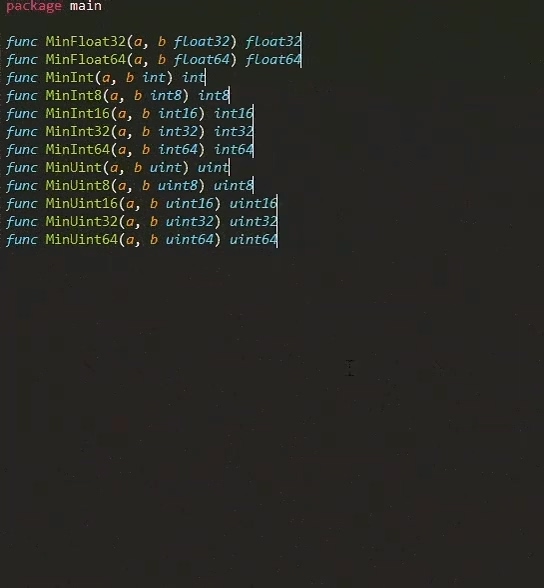 package main
func MinFloat32(a, b float32) float32
func MinFloat64(a, b float64) float64
func MinInt(a, b int) int
func MinInt8(a, b int8) int8
func MinInt16(a, b int16) int16
func MinInt32(a, b int32) int32
func MinInt64(a, b int64) int64
func MinUint(a, b uint) uint
func MinUint8(a, b uint8) uint8
func MinUint16(a, b uint16) uint16
func MinUint32(a, b uint32) uint32
func MinUint64(a, b uint64) uint64